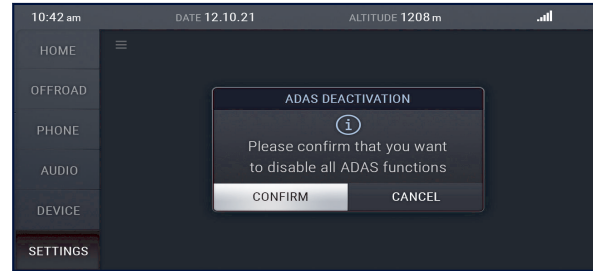 10:42 am DATE 12.10.21 ALTITUDE 1208 m
HOME
OFFROAD
PHONE
AUDIO
DEVICE
SETTINGS
ADAS DEACTIVATION
Please confirm that you want
to disable all ADAS functions
CONFIRM CANCEL